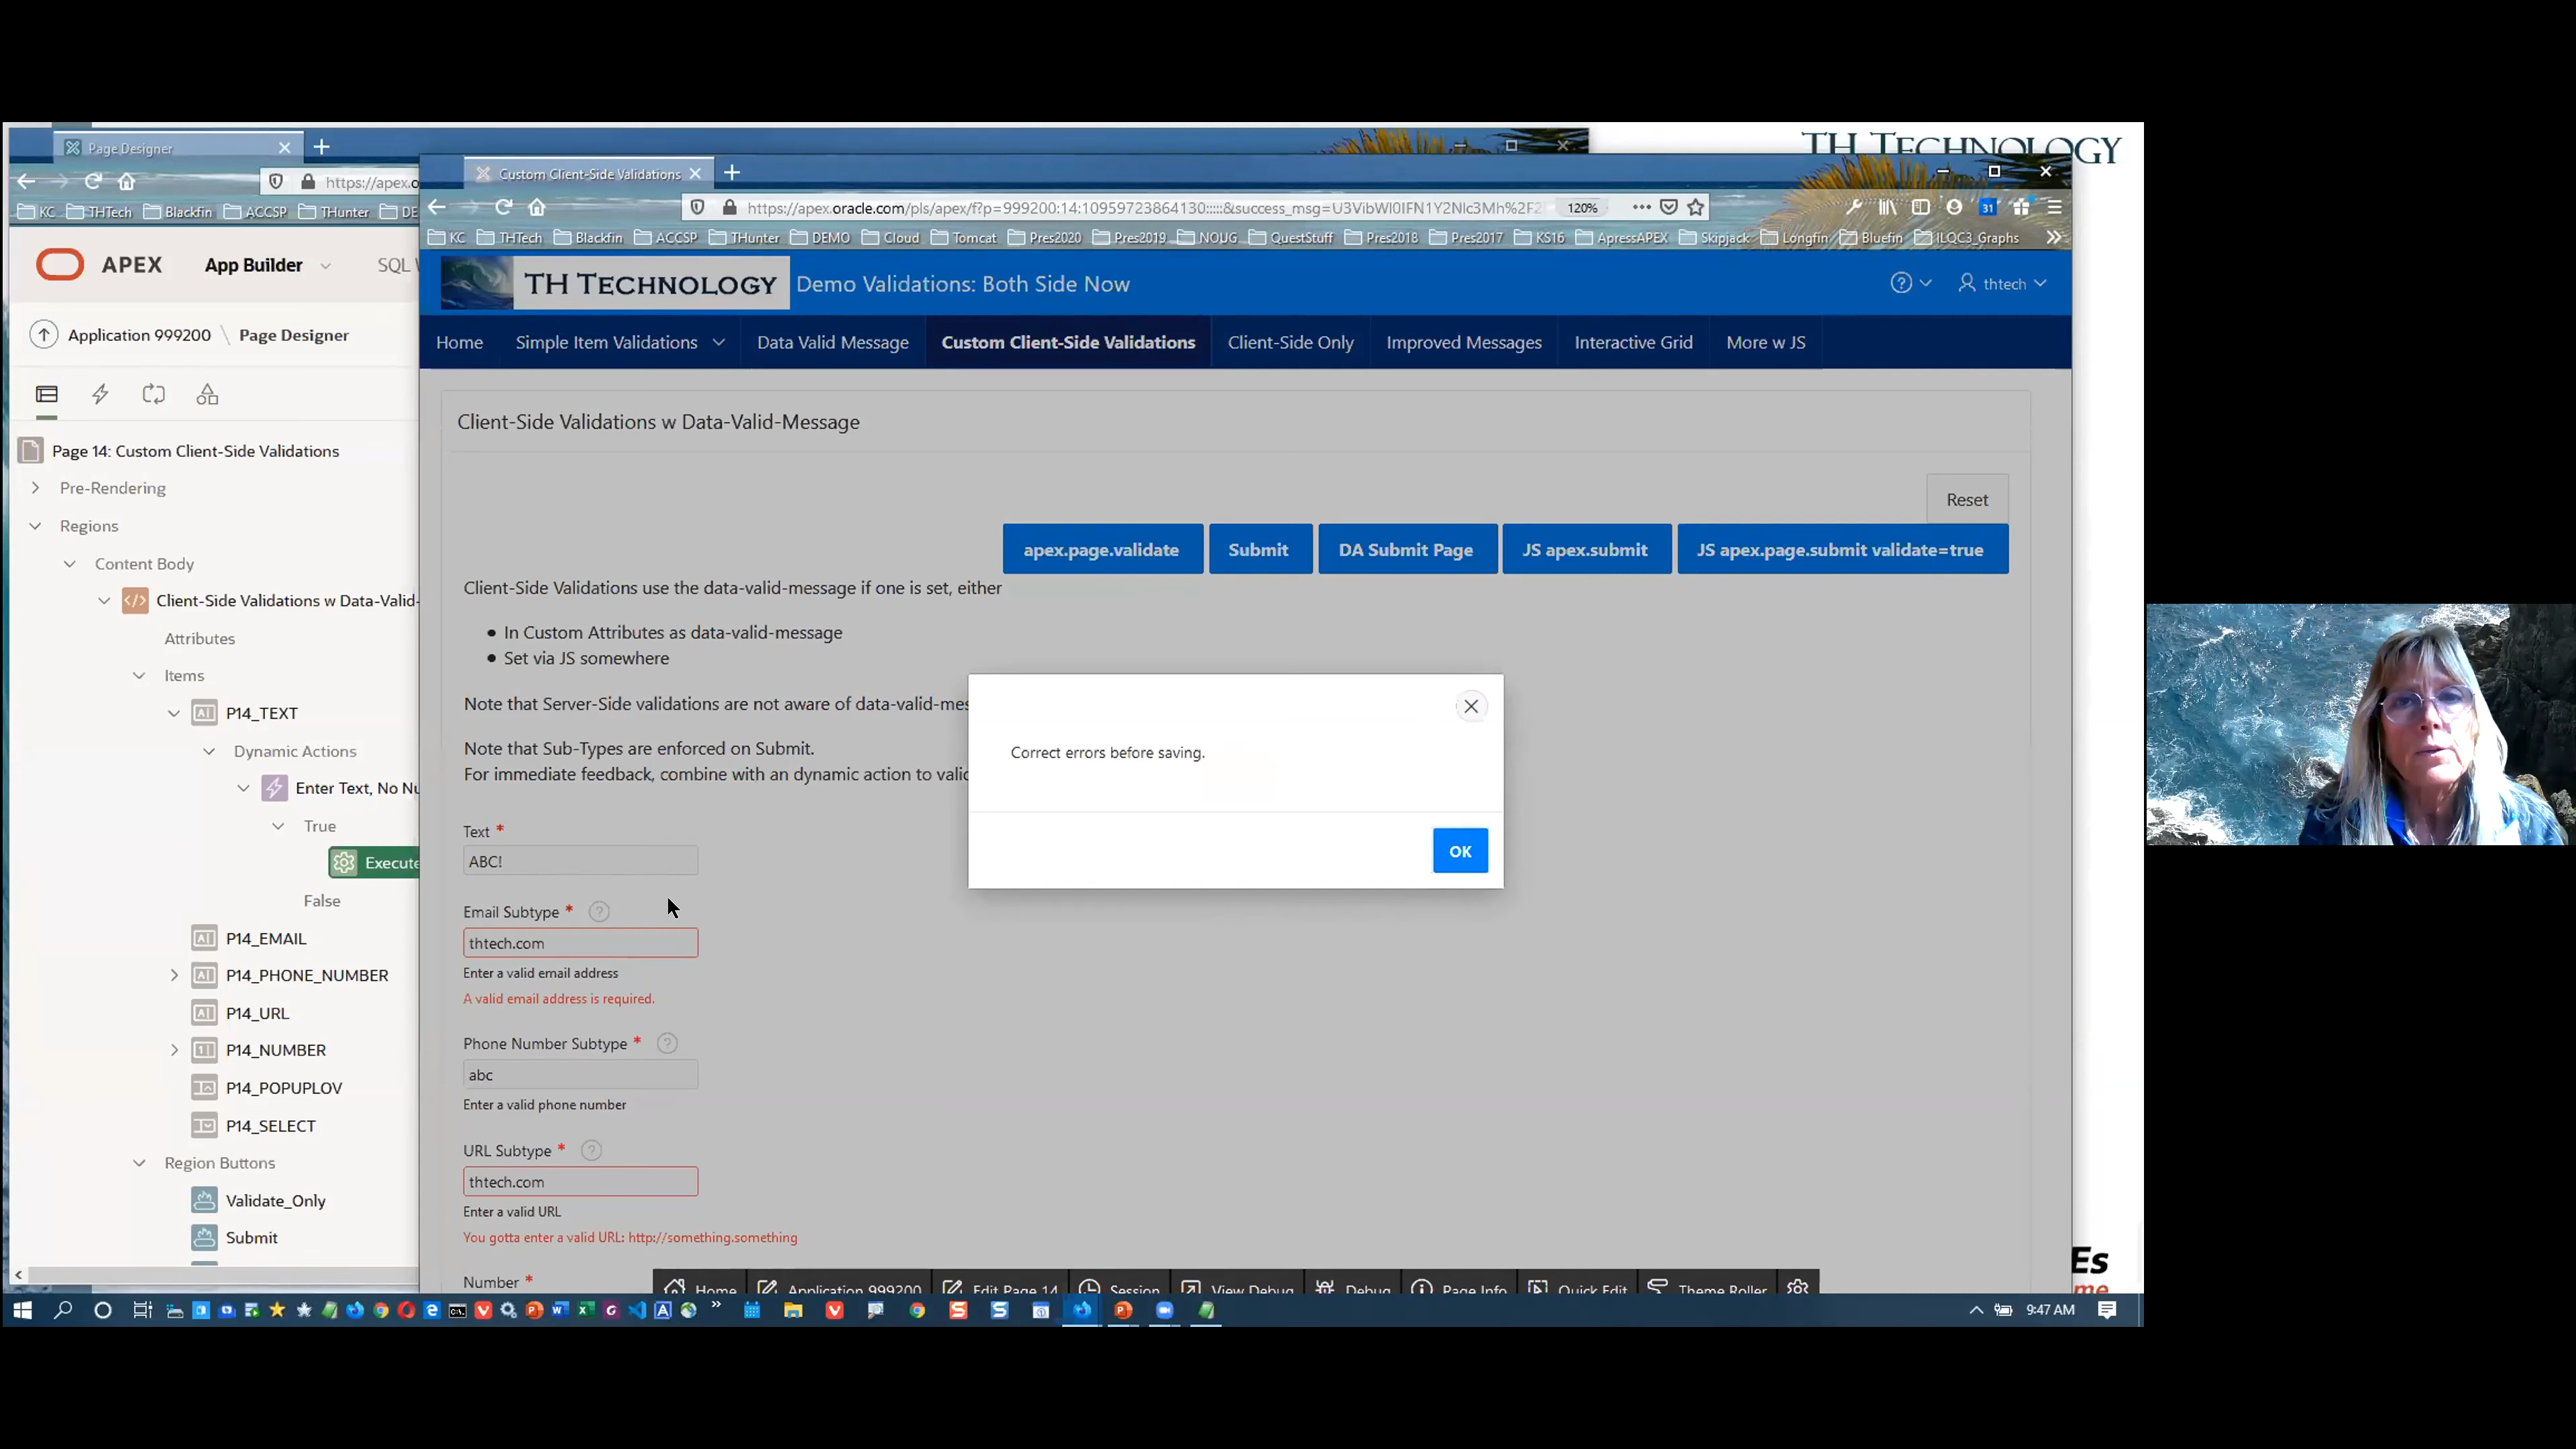 TH TECHNOLOGY
Page Designer
https://apex.o
KC THTech Blackfin ACCSP THunter DE
APEX App Builder SQL W
Application 999200 \ Page Designer
Page 14: Custom Client-Side Validations
Pre-Rendering
Regions
Content Body
Client-Side Validations w Data-Valid-
Attributes
Items
P14_TEXT
Dynamic Actions
Enter Text, No Nu
True
Execute
False
P14_EMAIL
P14_PHONE_NUMBER
P14_URL
P14_NUMBER
P14_POPUPLOV
P14_SELECT
Region Buttons
Validate_Only
Submit
Custom Client-Side Validations
https://apex.oracle.com/pls/apex/f?p=999200:14:10959723864130:::::&success_msg=U3VibWl0IFN1Y2Nlc3Mh%2F2 120%
31
KC THTech Blackfin ACCSP THunter DEMO Cloud Tomcat Pres2020 Pres2019 NOUG QuestStuff Pres2018 Pres2017 KS16 ApressAPEX Skipjack Longfin Bluefin ILQC3_Graphs
TH TECHNOLOGY Demo Validations: Both Side Now
thtech
Home Simple Item Validations Data Valid Message Custom Client-Side Validations Client-Side Only Improved Messages Interactive Grid More w JS
Client-Side Validations w Data-Valid-Message
Reset
apex.page.validate Submit DA Submit Page JS apex.submit JS apex.page.submit validate=true
Client-Side Validations use the data-valid-message if one is set, either
In Custom Attributes as data-valid-message
Set via JS somewhere
Note that Server-Side validations are not aware of data-valid-mes
Note that Sub-Types are enforced on Submit.
For immediate feedback, combine with an dynamic action to valid
Correct errors before saving.
OK
Text *
ABC!
Email Subtype *
thtech.com
Enter a valid email address
A valid email address is required.
Phone Number Subtype *
abc
Enter a valid phone number
URL Subtype *
thtech.com
Enter a valid URL
You gotta enter a valid URL: http://something.something
Number *
Home Application 999200 Edit Page 14 Session View Debug Debug Page Info Quick Edit Theme Roller
Es
me
9:47 AM